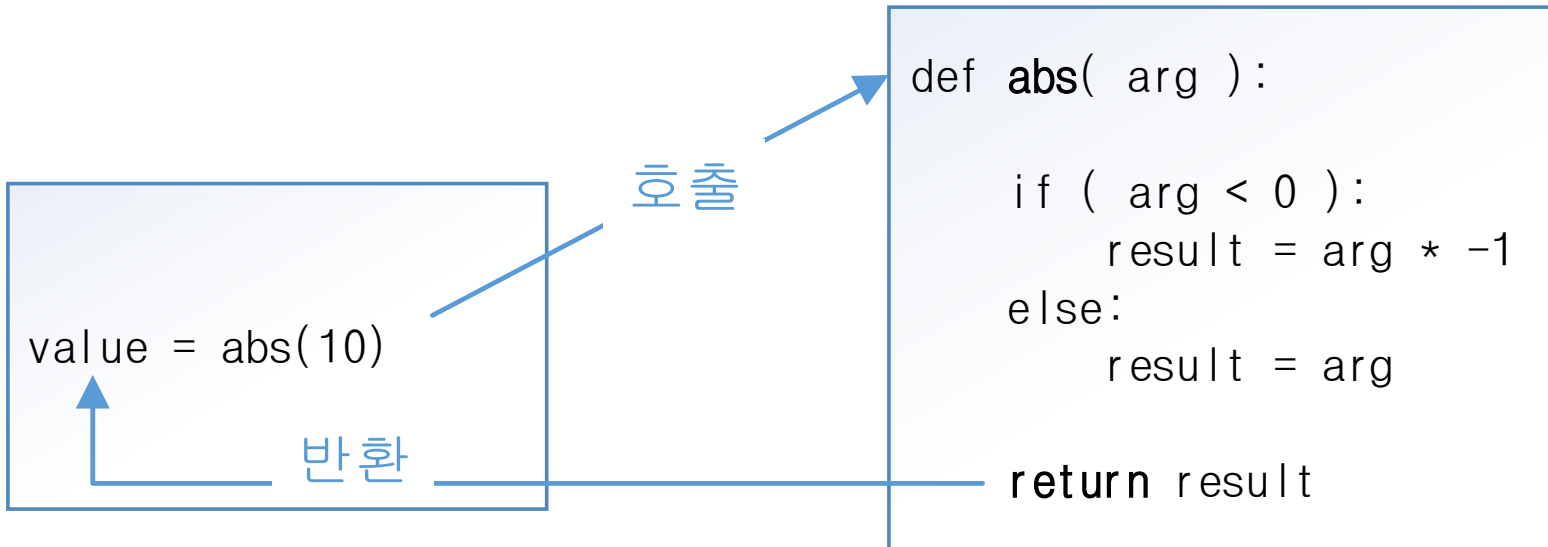 def abs( arg ):
if ( arg < 0 ):
result = arg * -1
else:
result = arg
return result
호출
value = abs(10)
반환